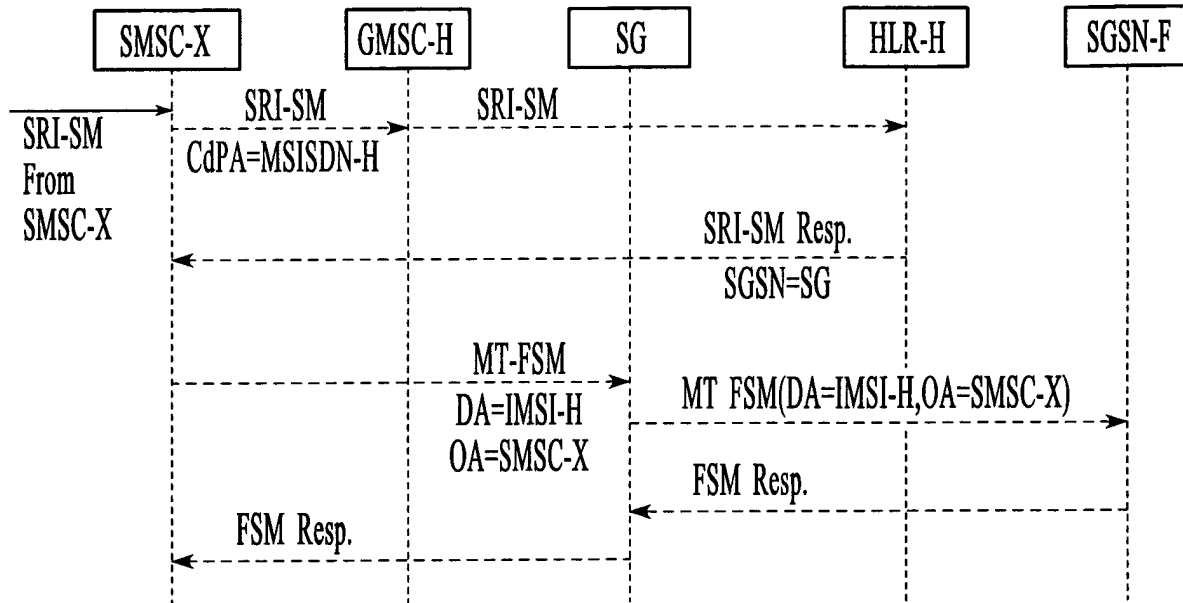 SMSC-X
GMSC-H
SG
HLR-H
SGSN-F
SRI-SM
From
SMSC-X
SRI-SM
CdPA=MSISDN-H
SRI-SM
SRI-SM Resp.
SGSN=SG
MT-FSM
DA=IMSI-H
OA=SMSC-X
MT FSM(DA=IMSI-H,OA=SMSC-X)
FSM Resp.
FSM Resp.